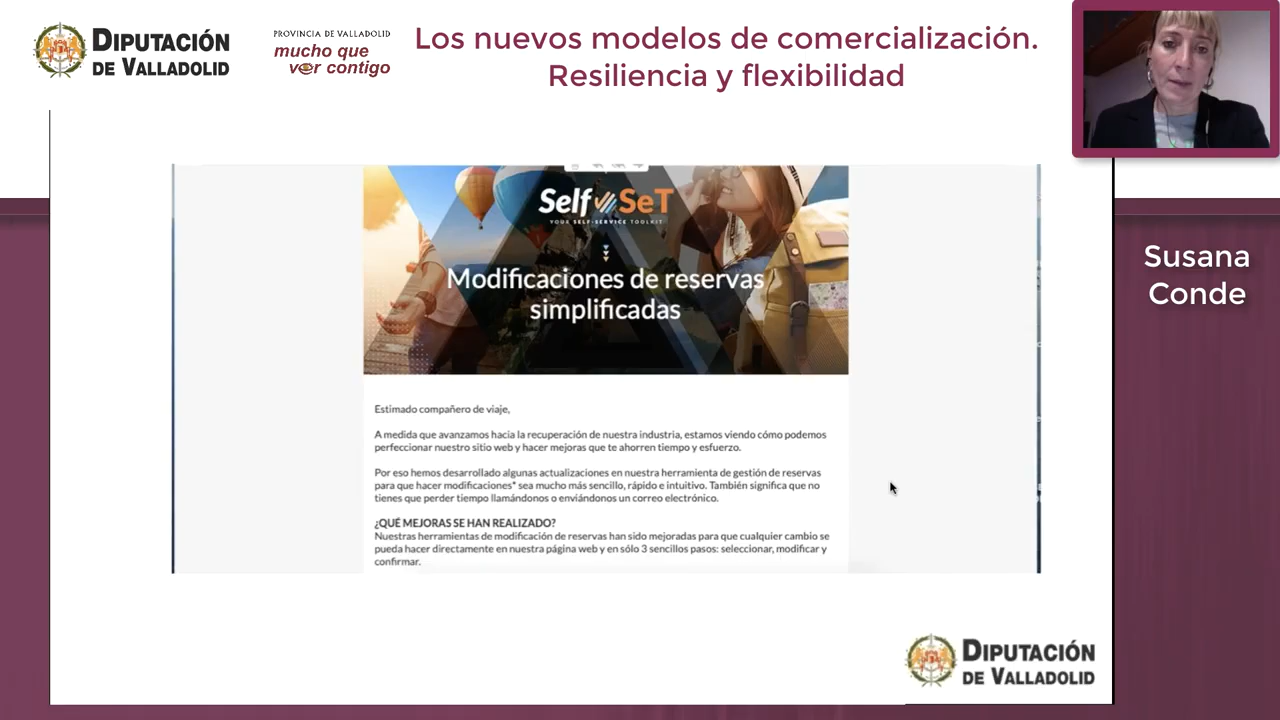 DIPUTACIÓN
DE VALLADOLID
PROVINCIA DE VALLADOLID
mucho que
ver contigo
Los nuevos modelos de comercialización.
Resiliencia y flexibilidad
Susana
Conde
Self SeT
YOUR SELF-SERVICE TOOLKIT
Modificaciones de reservas
simplificadas
Estimado compañero de viaje,
A medida que avanzamos hacia la recuperación de nuestra industria, estamos viendo cómo podemos
perfeccionar nuestro sitio web y hacer mejoras que te ahorren tiempo y esfuerzo.
Por eso hemos desarrollado algunas actualizaciones en nuestra herramienta de gestión de reservas
para que hacer modificaciones* sea mucho más sencillo, rápido e intuitivo. También significa que no
tienes que perder tiempo llamándonos o enviándonos un correo electrónico.
¿QUÉ MEJORAS SE HAN REALIZADO?
Nuestras herramientas de modificación de reservas han sido mejoradas para que cualquier cambio se
pueda hacer directamente en nuestra página web y en sólo 3 sencillos pasos: seleccionar, modificar y
confirmar.
DIPUTACIÓN
DE VALLADOLID